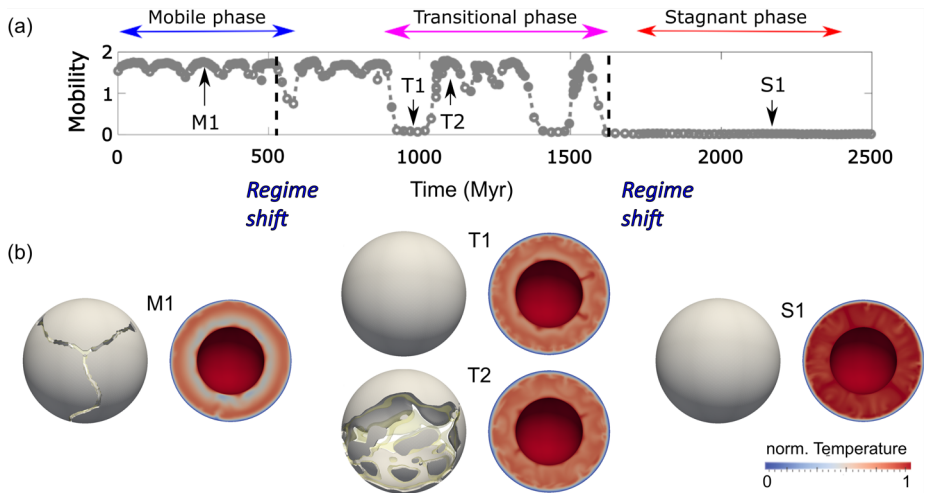 (a)
Mobile phase
Transitional phase
Stagnant phase
Mobility
2
1
0
M1
T1
T2
S1
0
500
1000
1500
2000
2500
Regime
shift
Time (Myr)
Regime
shift
(b)
T1
M1
S1
T2
norm. Temperature
0
1